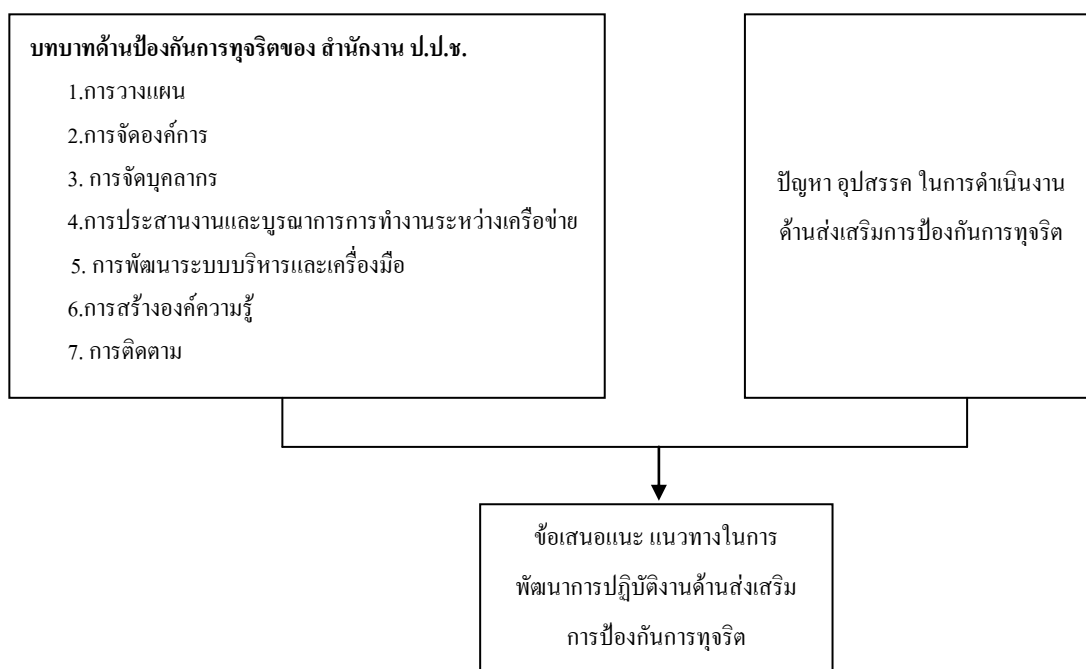 บทบาทด้านป้องกันการทุจริตของ สำนักงาน ป.ป.ช.
1.การวางแผน
2.การจัดองค์การ
3. การจัดบุคลากร
4.การประสานงานและบูรณาการการทำงานระหว่างเครือข่าย
5. การพัฒนาระบบบริหารและเครื่องมือ
6.การสร้างองค์ความรู้
7. การติดตาม
ปัญหา อุปสรรค ในการดำเนินงาน
ด้านส่งเสริมการป้องกันการทุจริต
ข้อเสนอแนะ แนวทางในการ
พัฒนาการปฏิบัติงานด้านส่งเสริม
การป้องกันการทุจริต